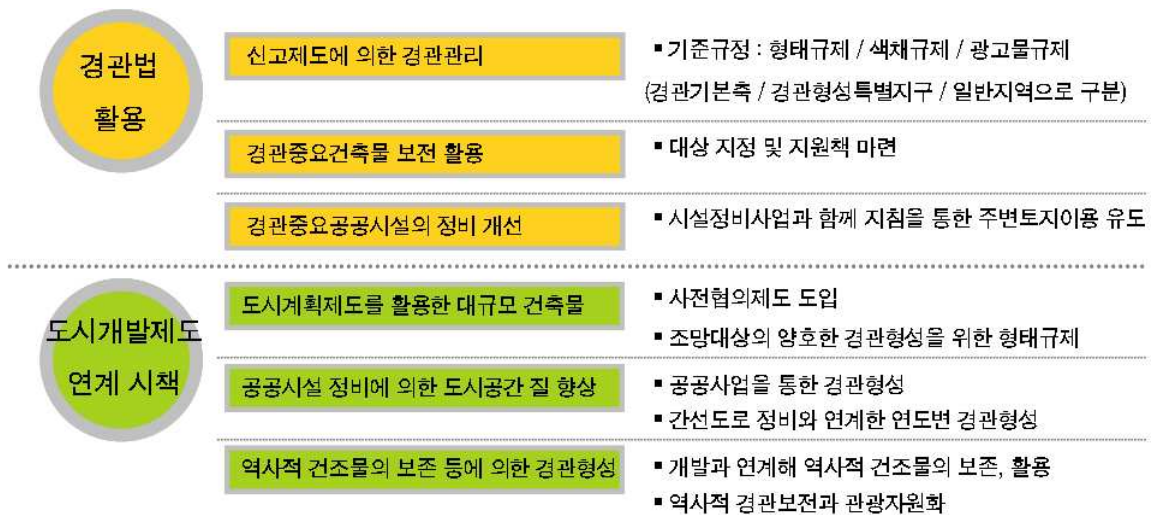 경관법
활용
신고제도에 의한 경관관리
▪ 기준규정 : 형태규제 / 색채규제 / 광고물규제
(경관기본축 / 경관형성특별지구 / 일반지역으로 구분)
경관중요건축물 보전 활용
▪ 대상 지정 및 지원책 마련
경관중요공공시설의 정비 개선
▪ 시설정비사업과 함께 지침을 통한 주변토지이용 유도
도시개발제도
연계 시책
도시계획제도를 활용한 대규모 건축물
▪ 사전협의제도 도입
▪ 조망대상의 양호한 경관형성을 위한 형태규제
공공시설 정비에 의한 도시공간 질 향상
▪ 공공사업을 통한 경관형성
▪ 간선도로 정비와 연계한 연도변 경관형성
역사적 건조물의 보존 등에 의한 경관형성
▪ 개발과 연계해 역사적 건조물의 보존, 활용
▪ 역사적 경관보전과 관광자원화